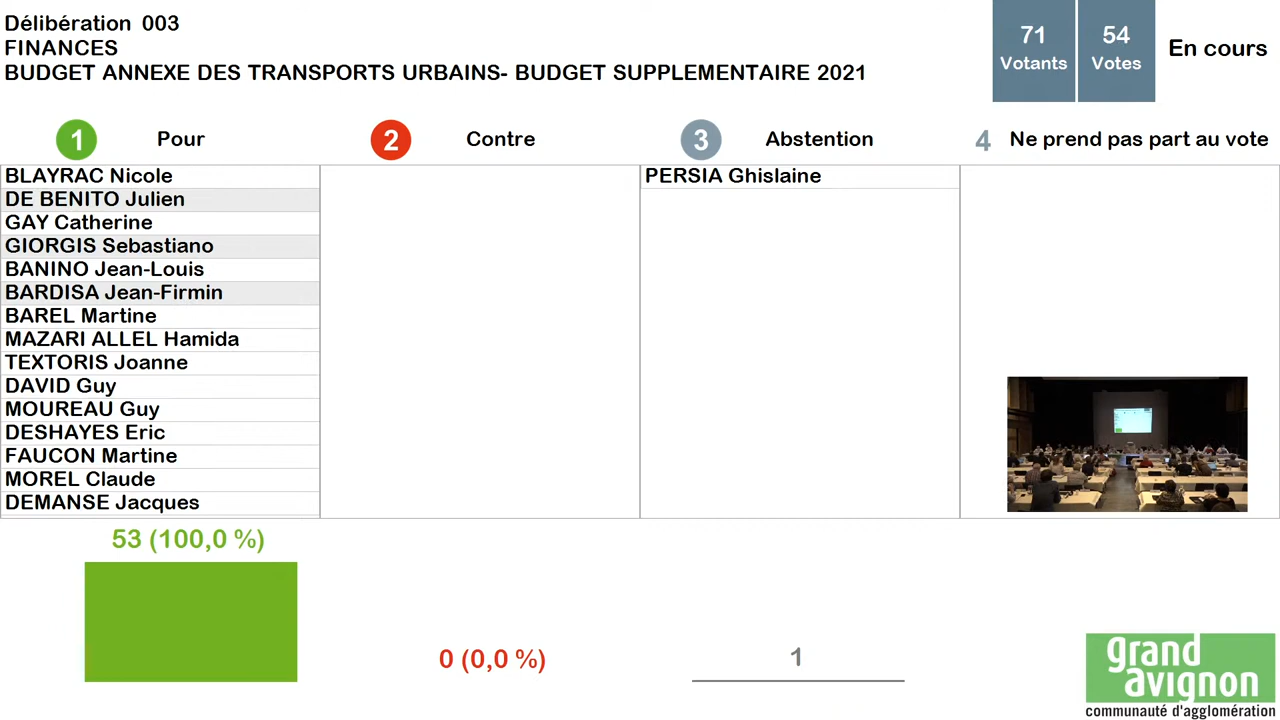 Délibération 003
FINANCES
BUDGET ANNEXE DES TRANSPORTS URBAINS- BUDGET SUPPLEMENTAIRE 2021
71
Votants
54
Votes
En cours
1 Pour
2 Contre
3 Abstention
4 Ne prend pas part au vote
BLAYRAC Nicole
DE BENITO Julien
GAY Catherine
GIORGIS Sebastiano
BANINO Jean-Louis
BARDISA Jean-Firmin
BAREL Martine
MAZARI ALLEL Hamida
TEXTORIS Joanne
DAVID Guy
MOUREAU Guy
DESHAYES Eric
FAUCON Martine
MOREL Claude
DEMANSE Jacques
PERSIA Ghislaine
53 (100,0 %)
0 (0,0 %)
1
grand
avignon
communauté d'agglomération